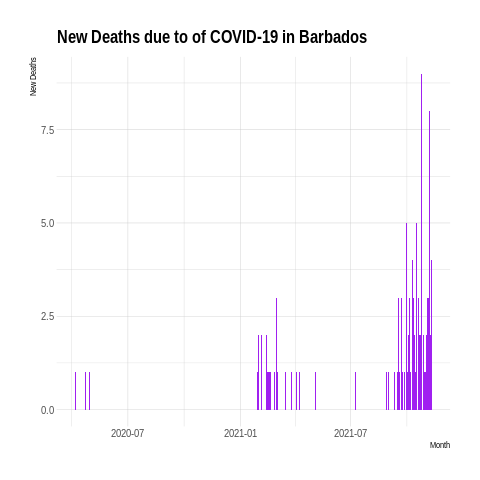 New Deaths due to of COVID-19 in Barbados
New Deaths
7.5
5.0
2.5
0.0
2020-07
2021-01
2021-07
Month